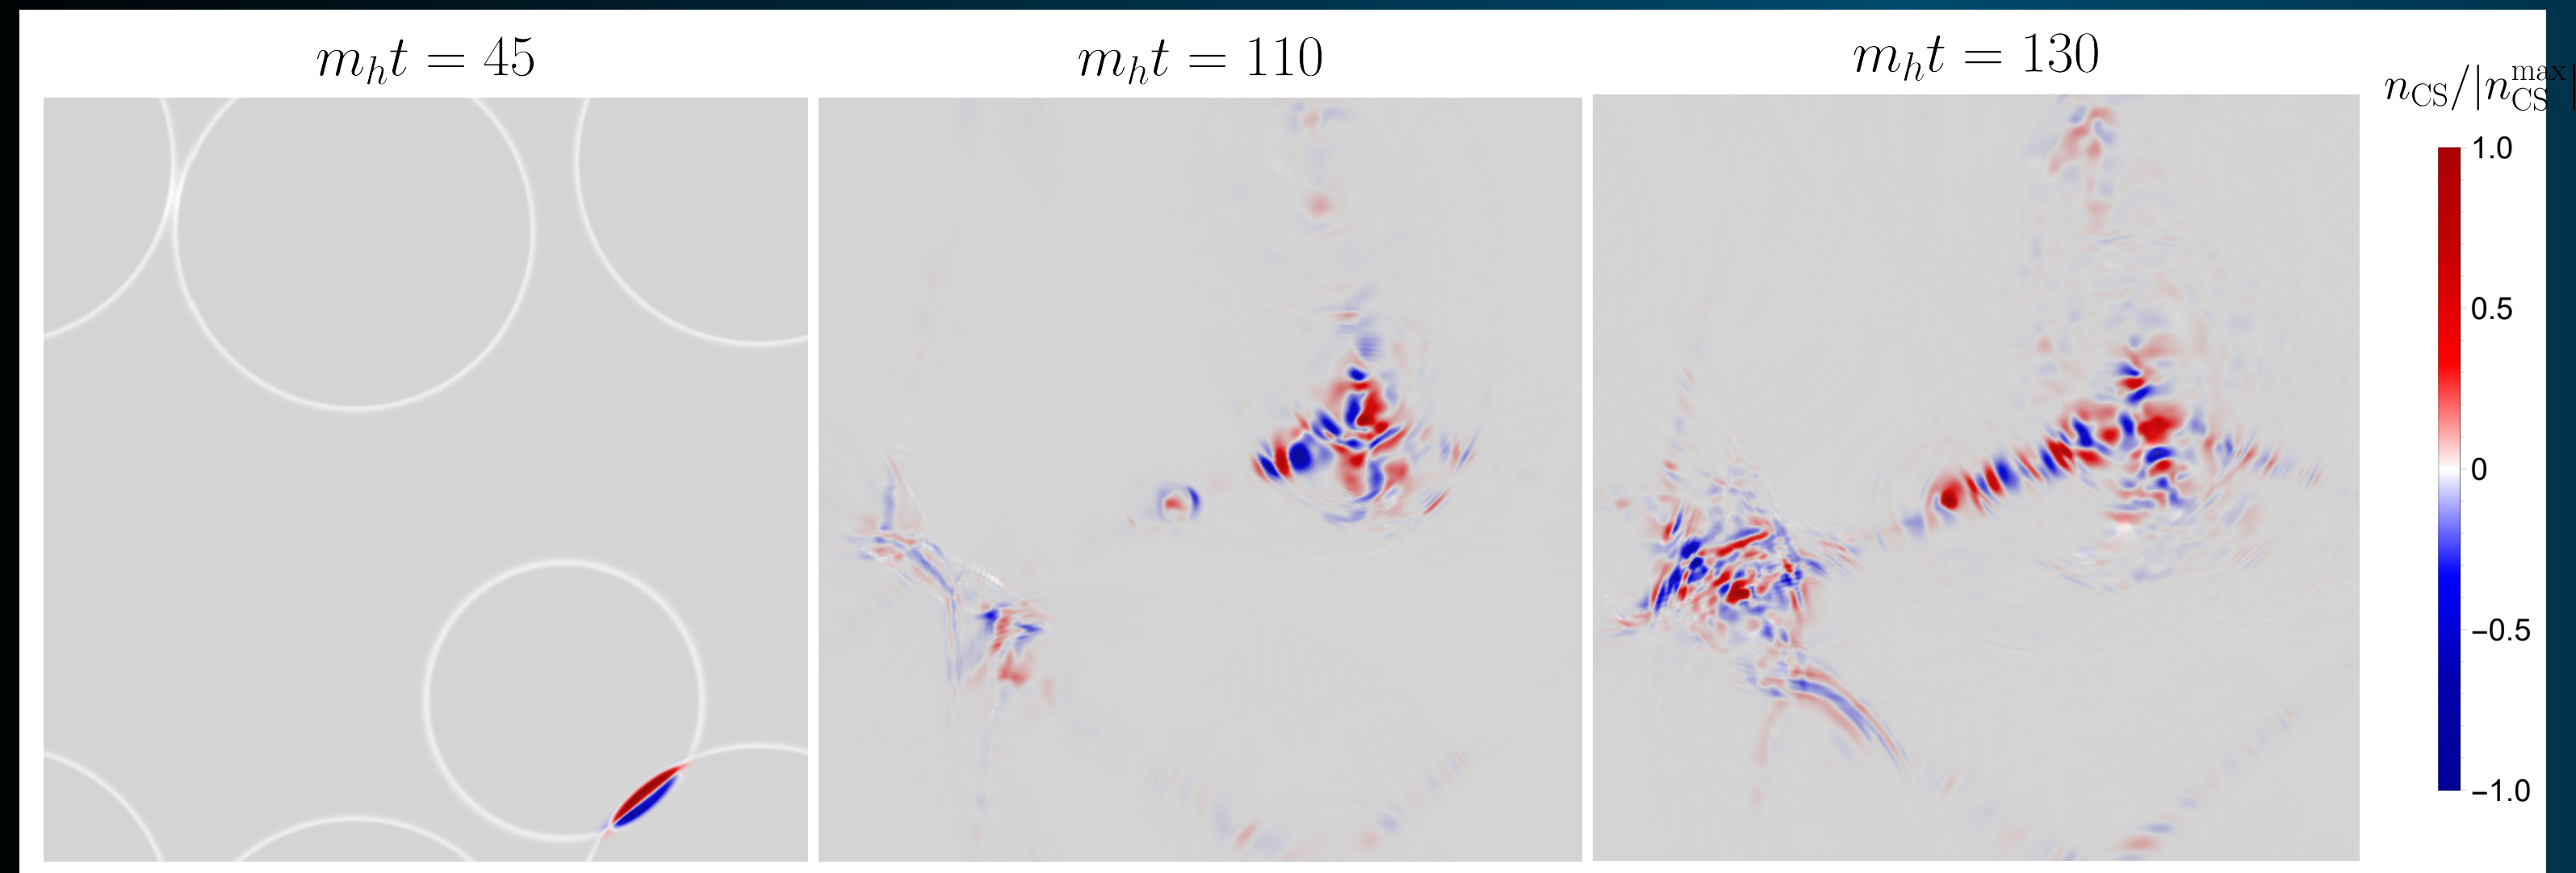 m_h t = 45
m_h t = 110
m_h t = 130
n_CS/|n_CS^max|
1.0
0.5
0
−0.5
−1.0